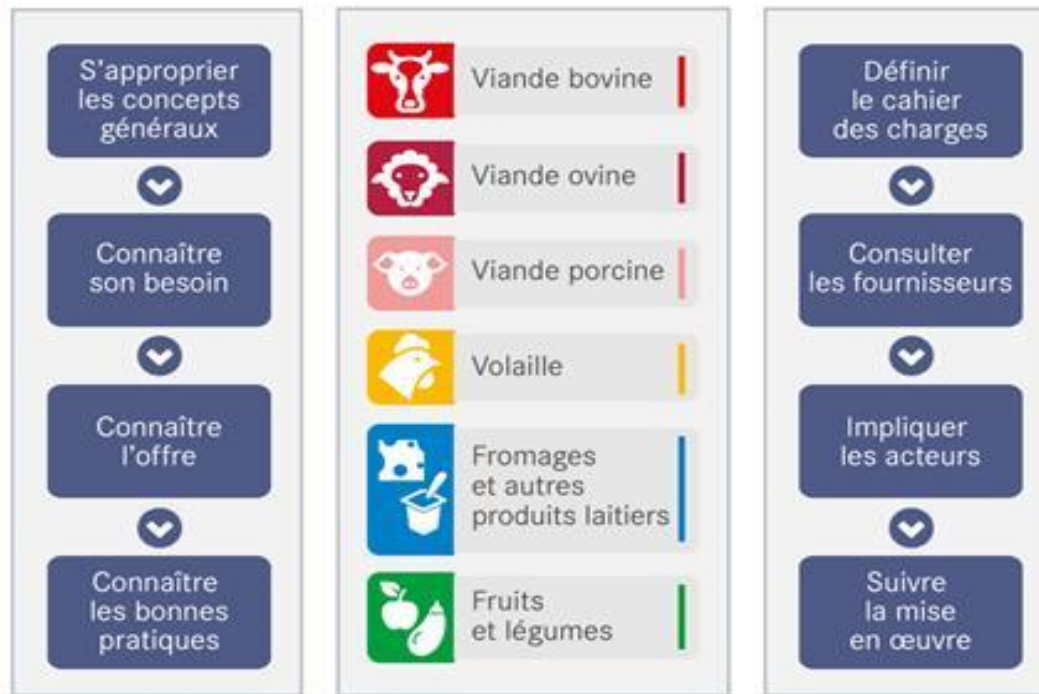 S'approprier
les concepts
généraux
Connaître
son besoin
Connaître
l'offre
Connaître
les bonnes
pratiques
Viande bovine
Viande ovine
Viande porcine
Volaille
Fromages
et autres
produits laitiers
Fruits
et légumes
Définir
le cahier
des charges
Consulter
les fournisseurs
Impliquer
les acteurs
Suivre
la mise
en œuvre